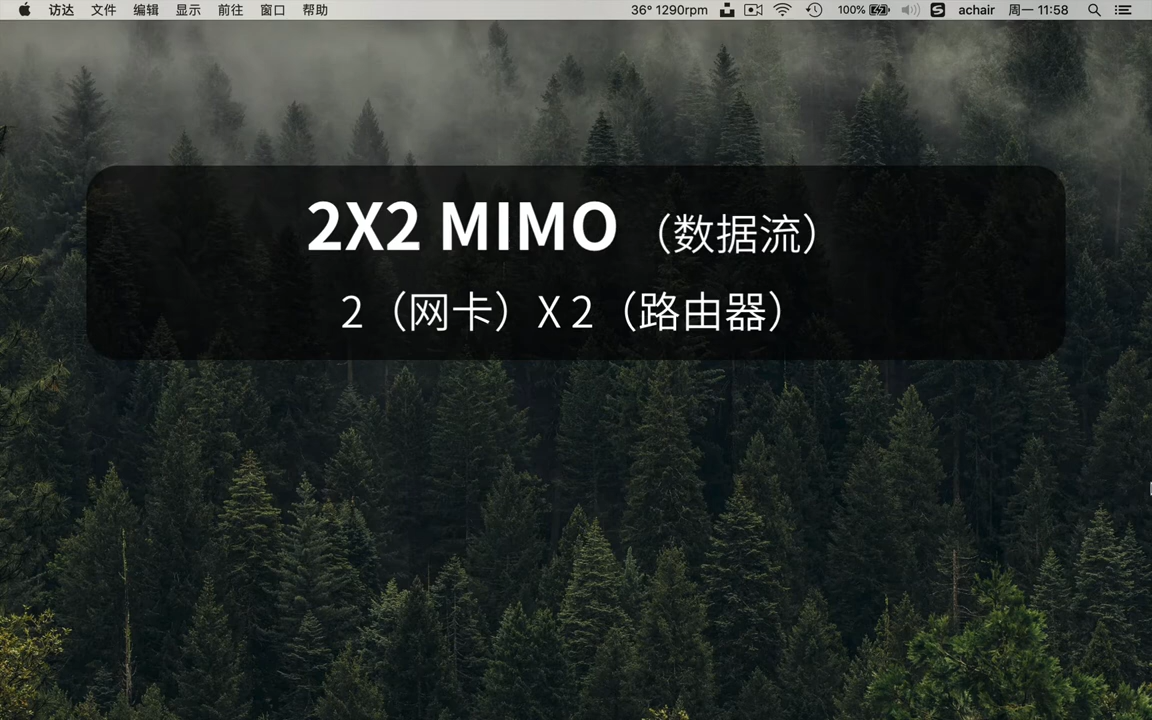 访达 文件 编辑 显示 前往 窗口 帮助 36° 1290rpm 100% achair 周一 11:58
2X2 MIMO（数据流）
2（网卡）X 2（路由器）